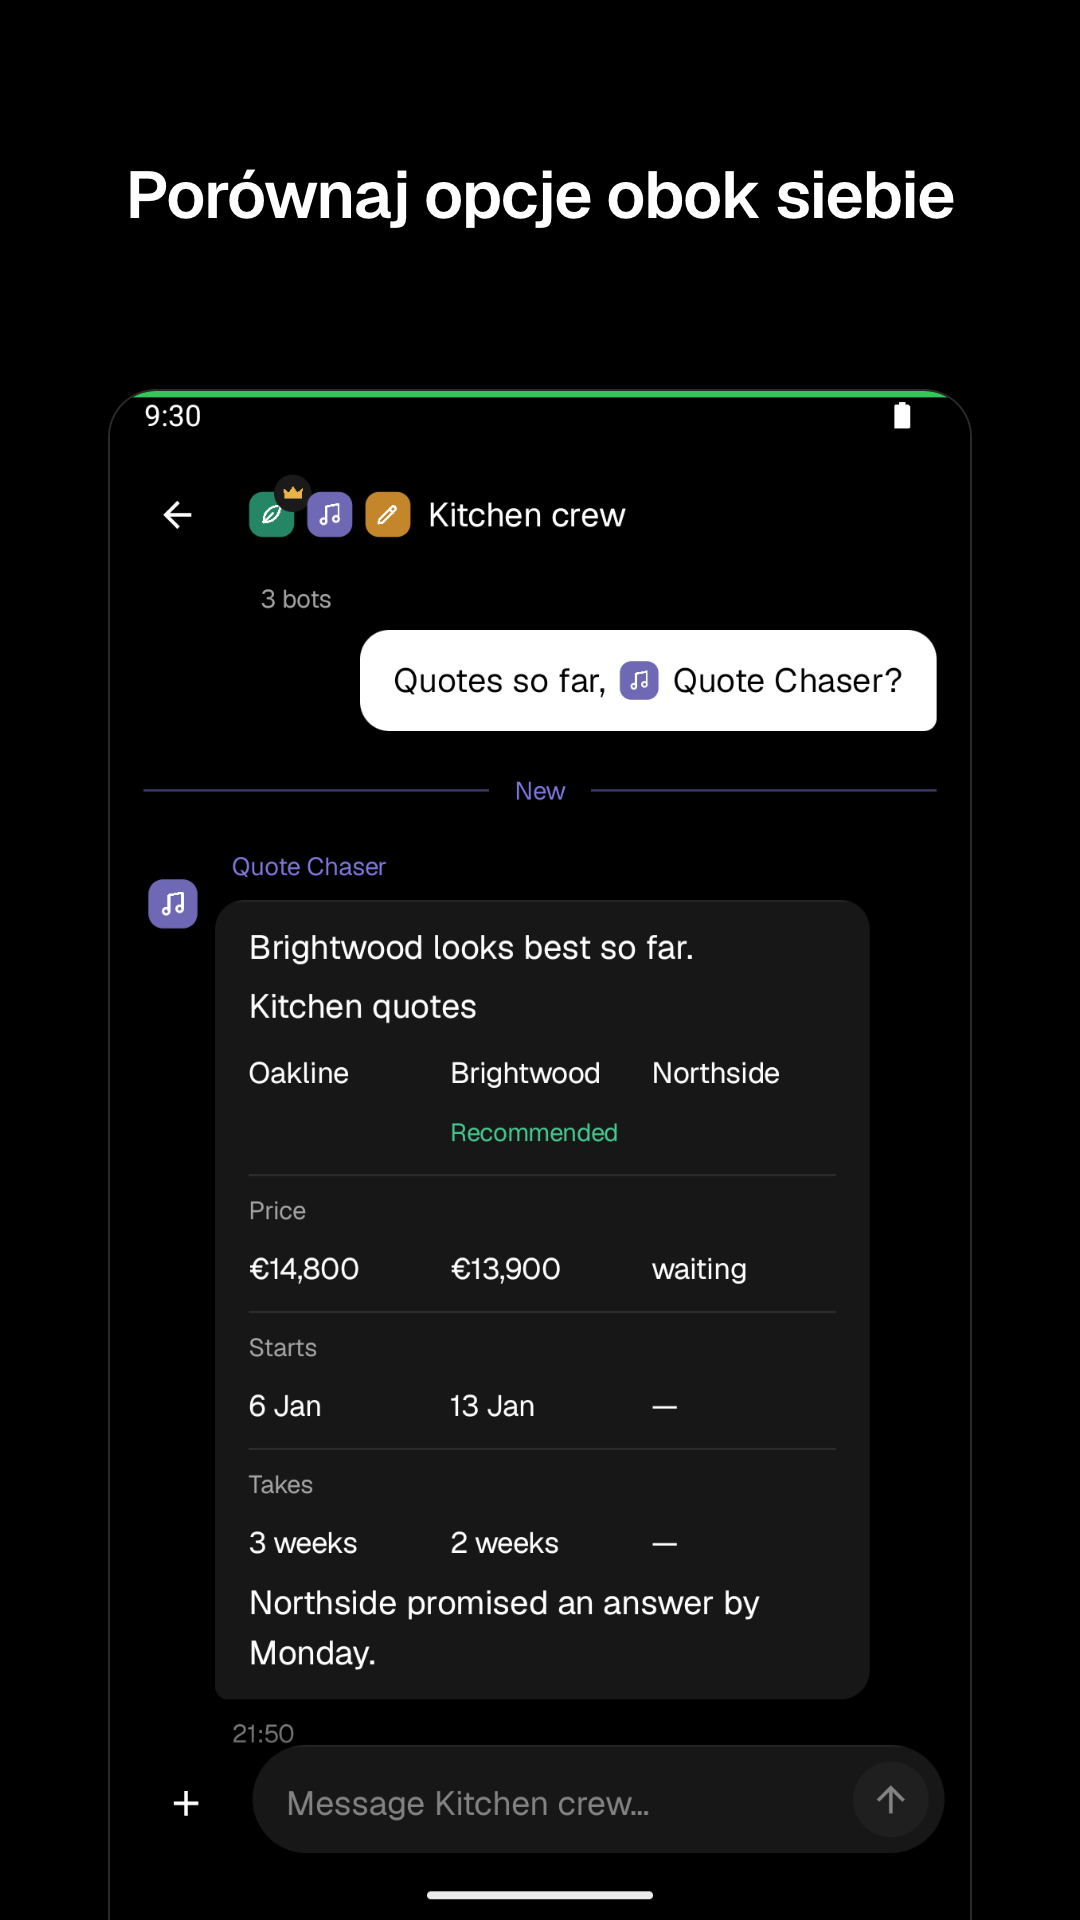 Porównaj opcje obok siebie
9:30
Kitchen crew
3 bots
Quotes so far, Quote Chaser?
New
Quote Chaser
Brightwood looks best so far.
Kitchen quotes
Oakline Brightwood Northside
Recommended
Price
€14,800 €13,900 waiting
Starts
6 Jan 13 Jan —
Takes
3 weeks 2 weeks —
Northside promised an answer by
Monday.
21:50
Message Kitchen crew...